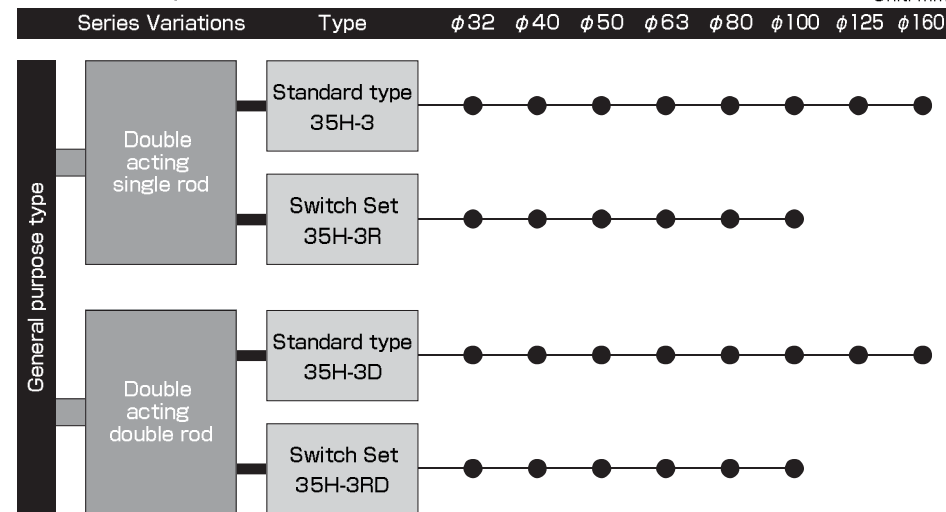 Series Variations Type φ32 φ40 φ50 φ63 φ80 φ100 φ125 φ160
General purpose type
Double
acting
single rod
Standard type
35H-3
Switch Set
35H-3R
Double
acting
double rod
Standard type
35H-3D
Switch Set
35H-3RD